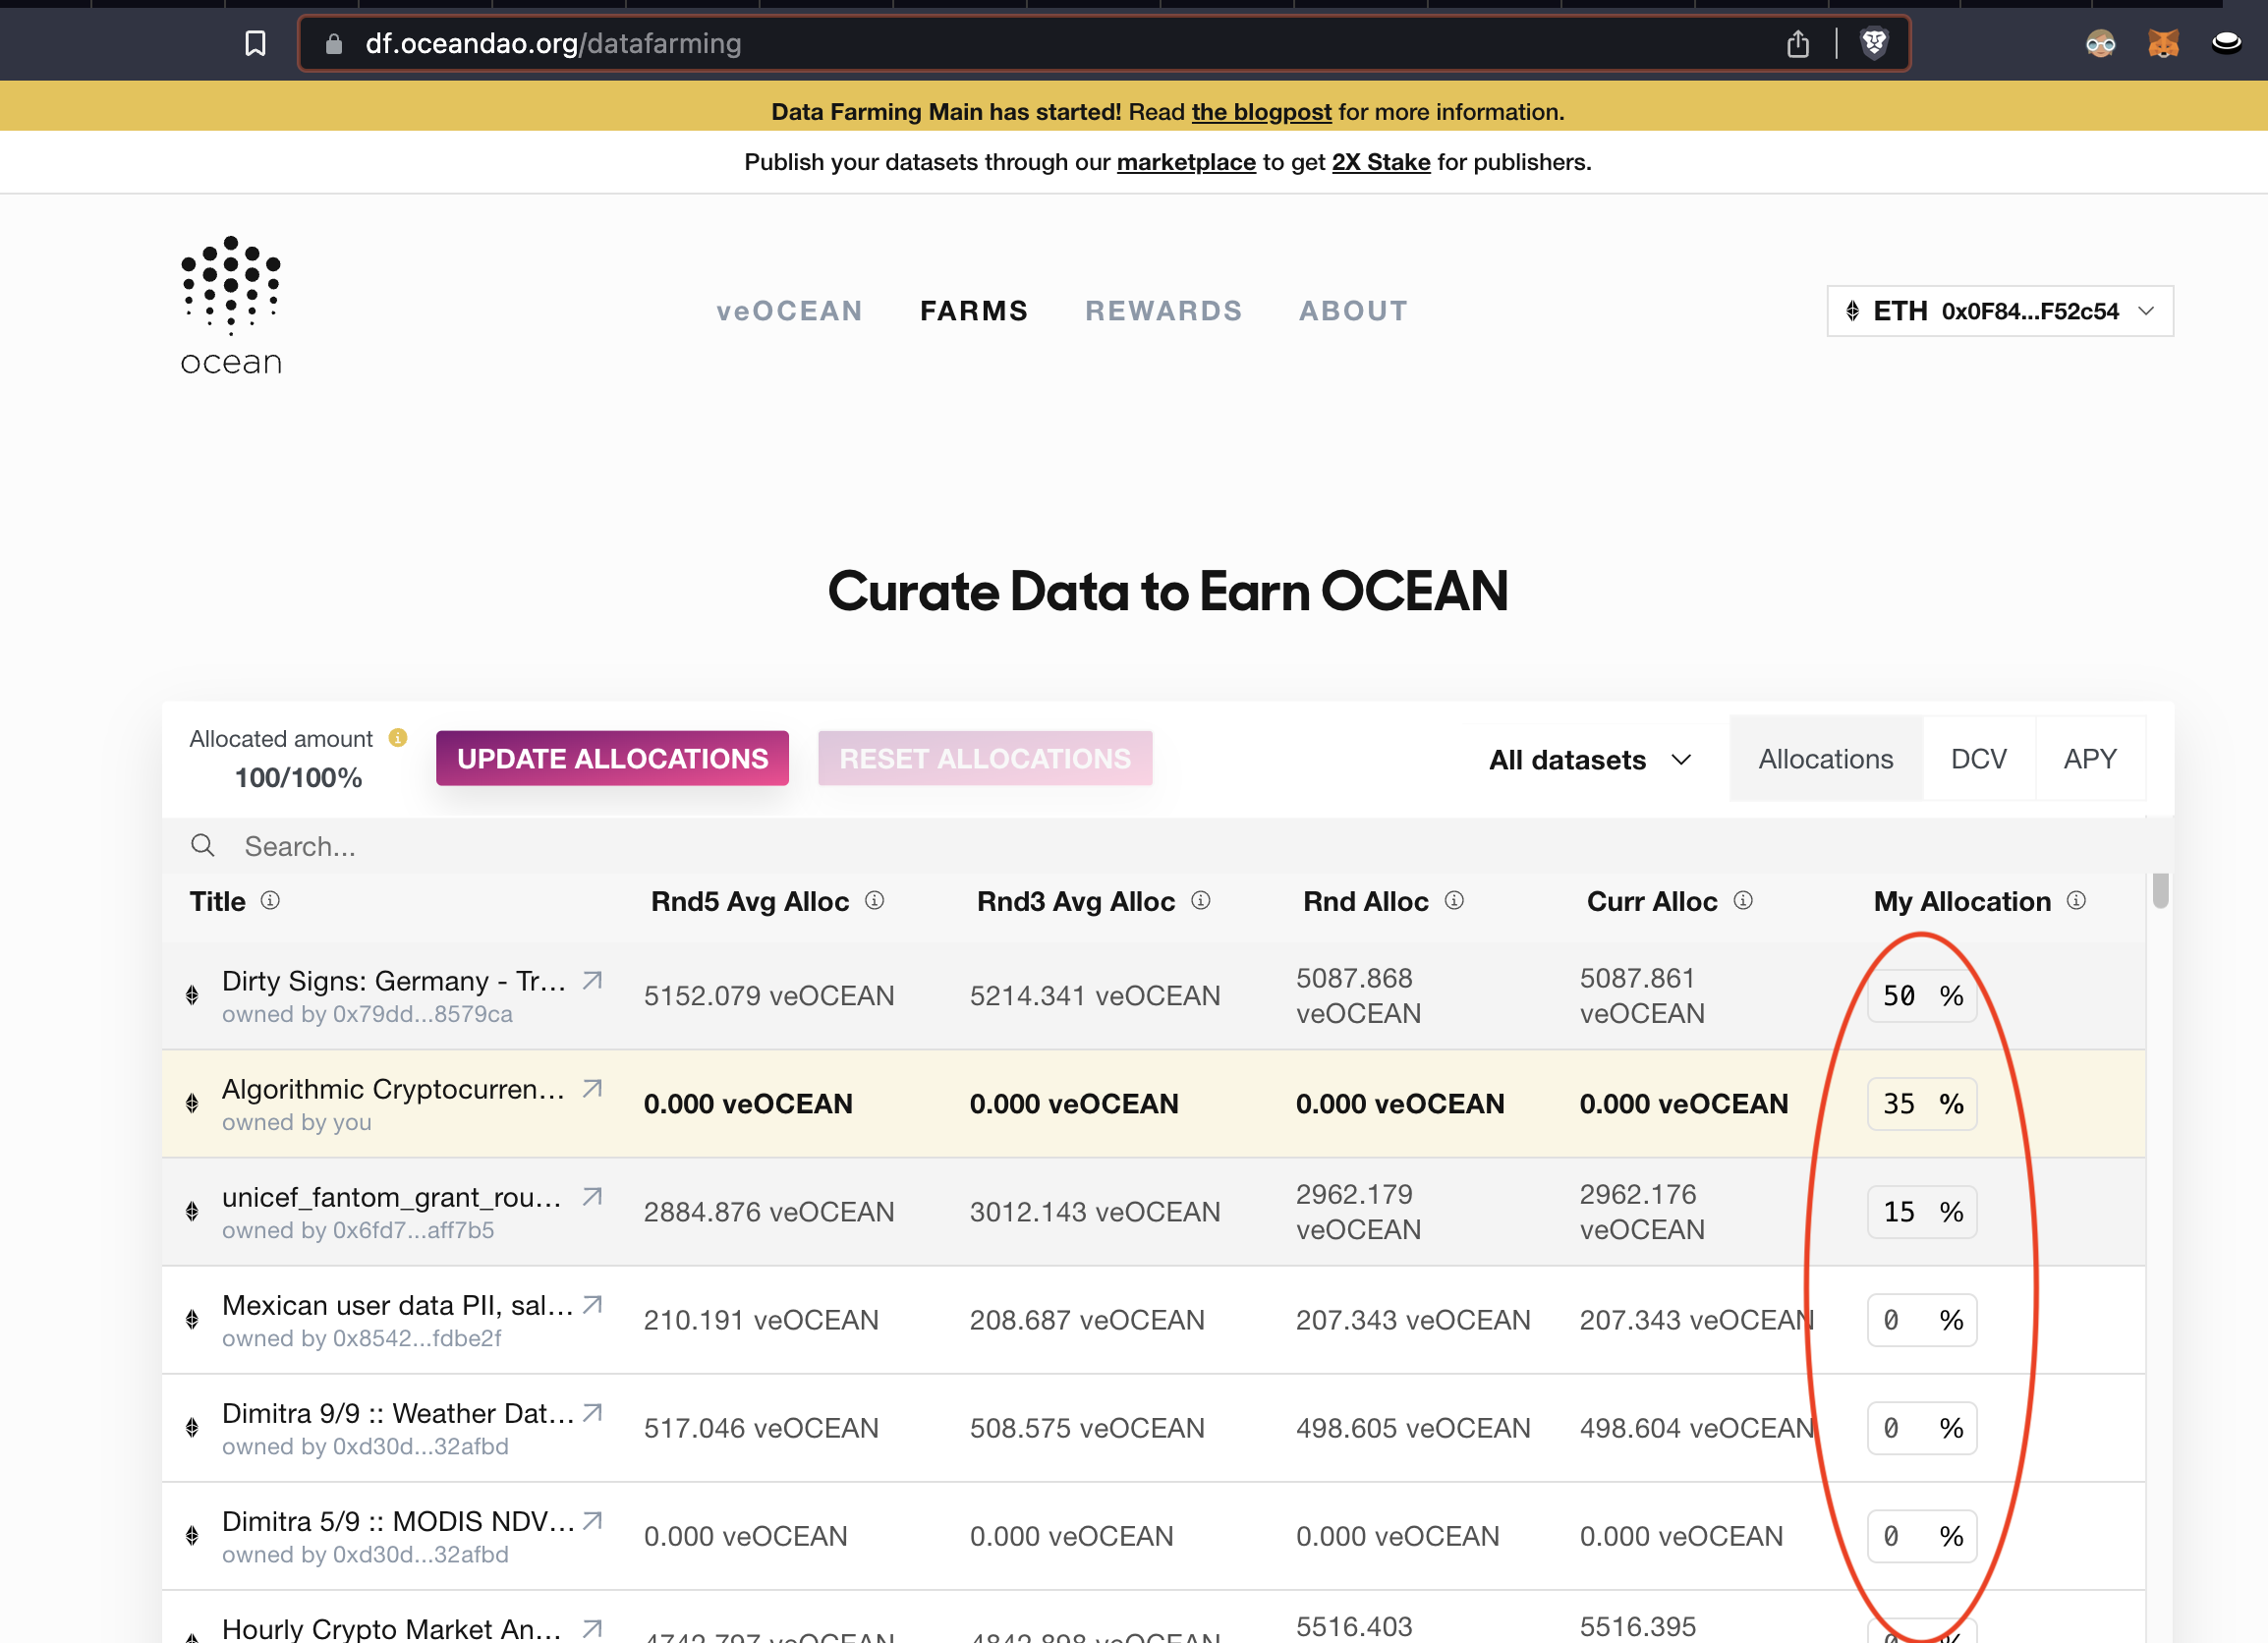 df.oceandao.org/datafarming
Data Farming Main has started! Read the blogpost for more information.
Publish your datasets through our marketplace to get 2X Stake for publishers.
ocean
veOCEAN FARMS REWARDS ABOUT
ETH 0x0F84...F52c54
Curate Data to Earn OCEAN
Allocated amount
100/100%
UPDATE ALLOCATIONS RESET ALLOCATIONS
All datasets Allocations DCV APY
Search...
Title Rnd5 Avg Alloc Rnd3 Avg Alloc Rnd Alloc Curr Alloc My Allocation
Dirty Signs: Germany - Tr... 5152.079 veOCEAN 5214.341 veOCEAN 5087.868 veOCEAN 5087.861 veOCEAN 50 %
owned by 0x79dd...8579ca
Algorithmic Cryptocurren... 0.000 veOCEAN 0.000 veOCEAN 0.000 veOCEAN 0.000 veOCEAN 35 %
owned by you
unicef_fantom_grant_rou... 2884.876 veOCEAN 3012.143 veOCEAN 2962.179 veOCEAN 2962.176 veOCEAN 15 %
owned by 0x6fd7...aff7b5
Mexican user data PII, sal... 210.191 veOCEAN 208.687 veOCEAN 207.343 veOCEAN 207.343 veOCEAN 0 %
owned by 0x8542...fdbe2f
Dimitra 9/9 :: Weather Dat... 517.046 veOCEAN 508.575 veOCEAN 498.605 veOCEAN 498.604 veOCEAN 0 %
owned by 0xd30d...32afbd
Dimitra 5/9 :: MODIS NDV... 0.000 veOCEAN 0.000 veOCEAN 0.000 veOCEAN 0.000 veOCEAN 0 %
owned by 0xd30d...32afbd
Hourly Crypto Market An... 4742.797 veOCEAN 4842.898 veOCEAN 5516.403 5516.395 0 %